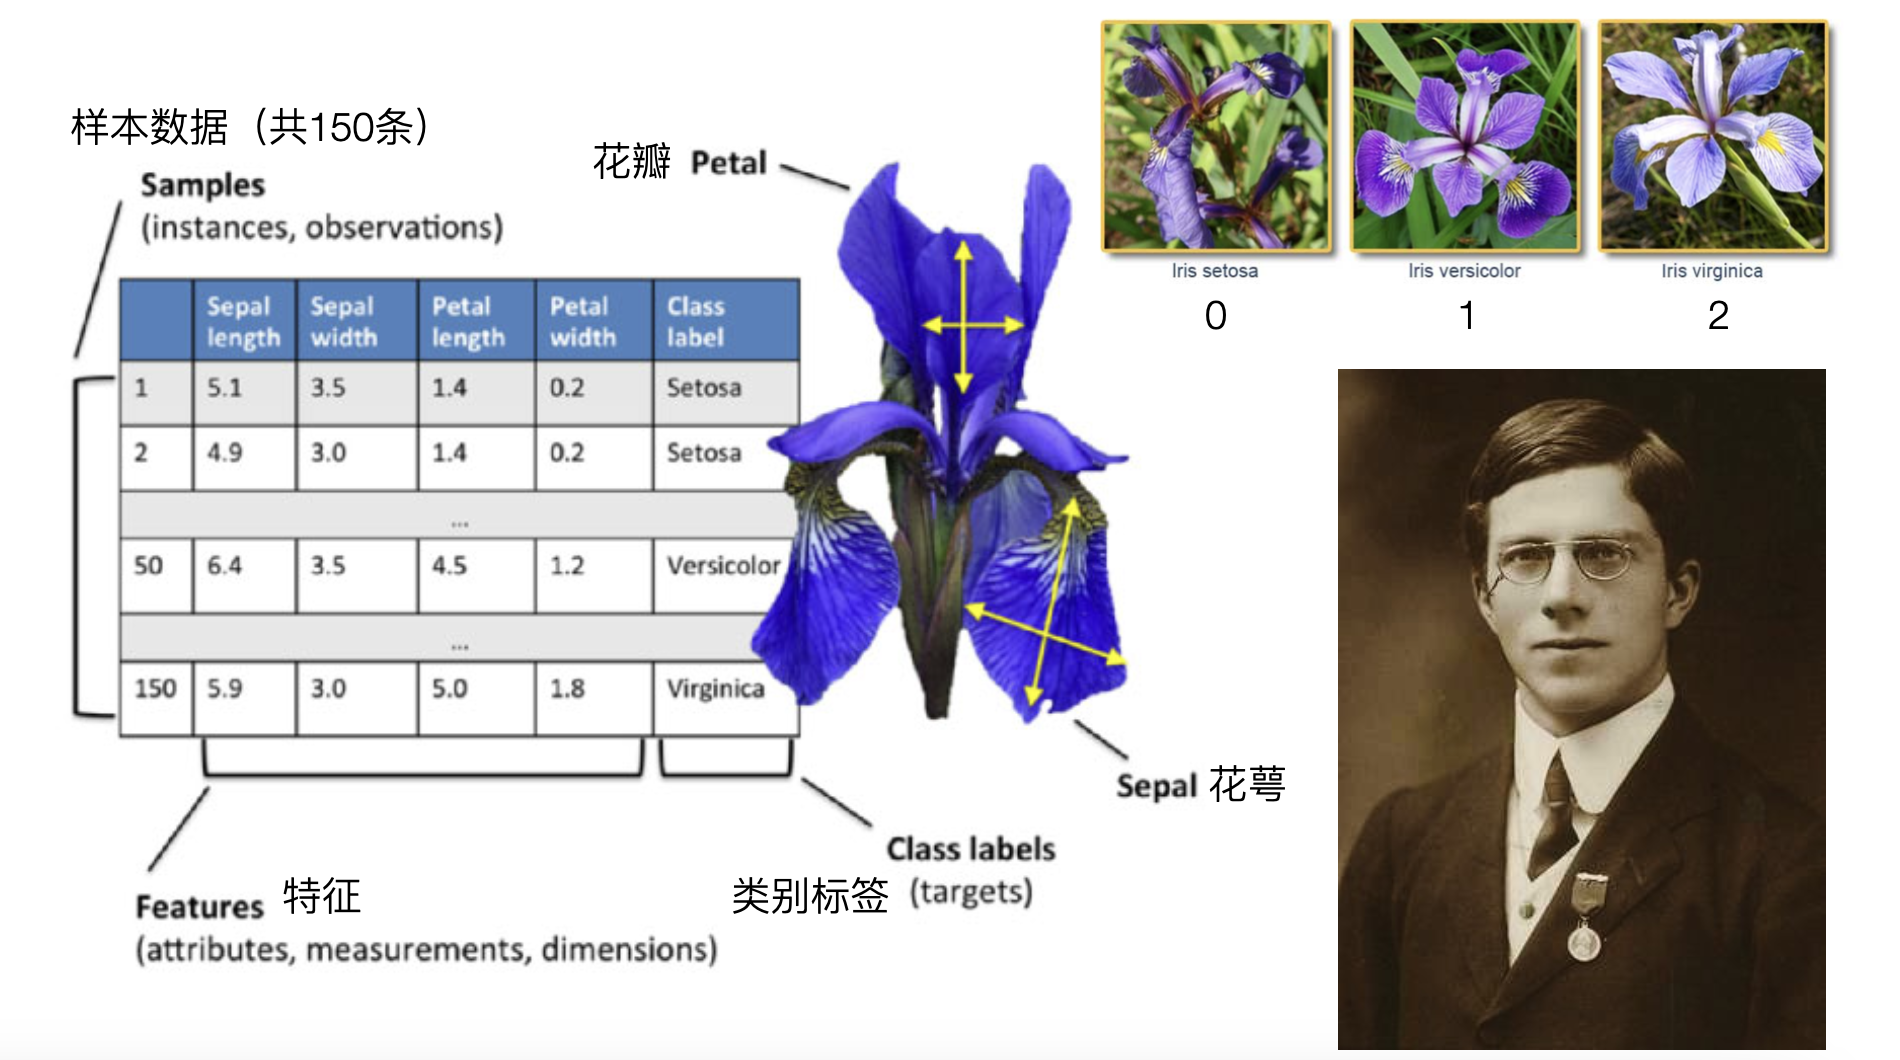 样本数据（共150条）
Samples
(instances, observations)
花瓣 Petal
Iris setosa
Iris versicolor
Iris virginica
0
1
2
Sepal length
Sepal width
Petal length
Petal width
Class label
1 5.1 3.5 1.4 0.2 Setosa
2 4.9 3.0 1.4 0.2 Setosa
...
50 6.4 3.5 4.5 1.2 Versicolor
...
150 5.9 3.0 5.0 1.8 Virginica
Sepal 花萼
Class labels
类别标签 (targets)
Features 特征
(attributes, measurements, dimensions)